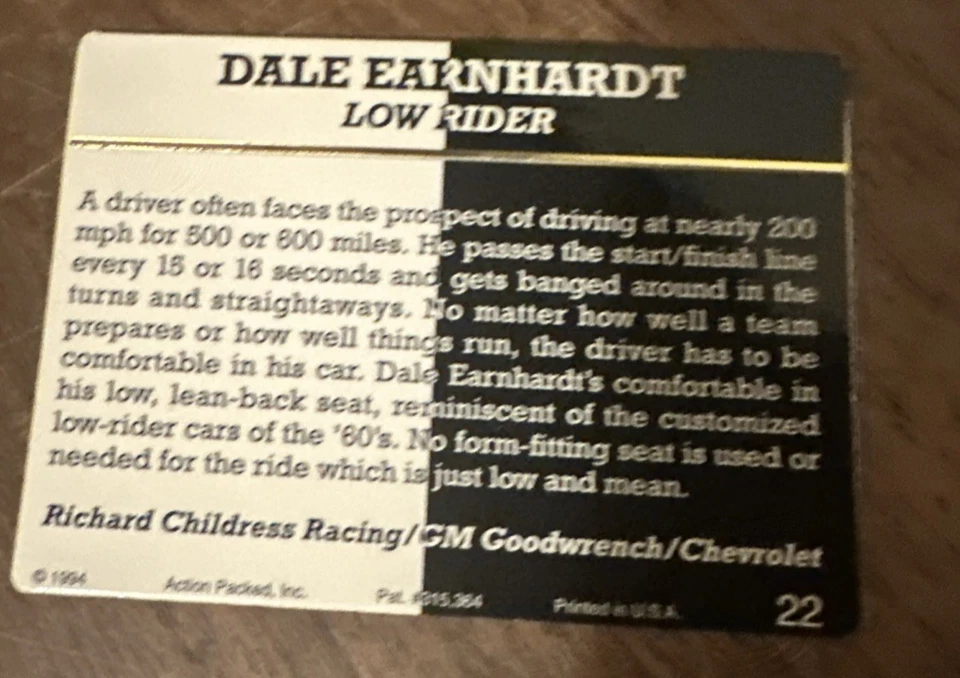 DALE EARNHARDT
LOW RIDER
A driver often faces the prospect of driving at nearly 200
mph for 500 or 600 miles. He passes the start/finish line
every 15 or 16 seconds and gets banged around in the
turns and straightaways. No matter how well a team
prepares or how well things run, the driver has to be
comfortable in his car. Dale Earnhardt's comfortable in
his low, lean-back seat, reminiscent of the customized
low-rider cars of the '60's. No form-fitting seat is used or
needed for the ride which is just low and mean.
Richard Childress Racing/GM Goodwrench/Chevrolet
© 1994 Action Packed, Inc. Pat. #315,364 Printed in U.S.A. 22